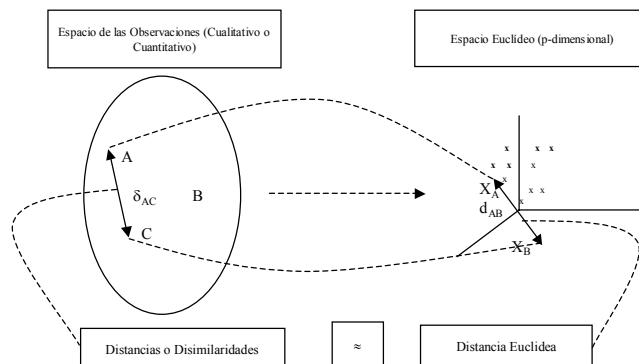 Espacio de las Observaciones (Cualitativo o
Cuantitativo)
Espacio Euclídeo (p-dimensional)
A
δAC
B
C
x x x
x x x x
x
x x
x
XA
dAB
XB
Distancias o Disimilaridades
≈
Distancia Euclidea